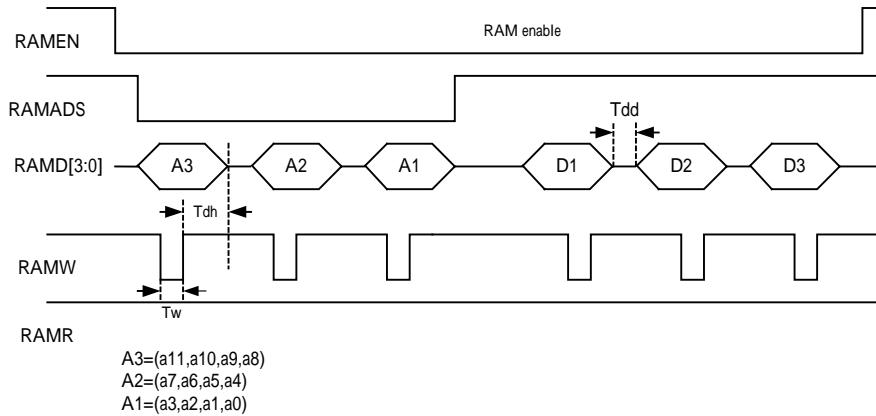 RAMEN
RAM enable
RAMADS
Tdd
RAMD[3:0]
A3
A2
A1
D1
D2
D3
Tdh
RAMW
Tw
RAMR
A3=(a11,a10,a9,a8)
A2=(a7,a6,a5,a4)
A1=(a3,a2,a1,a0)